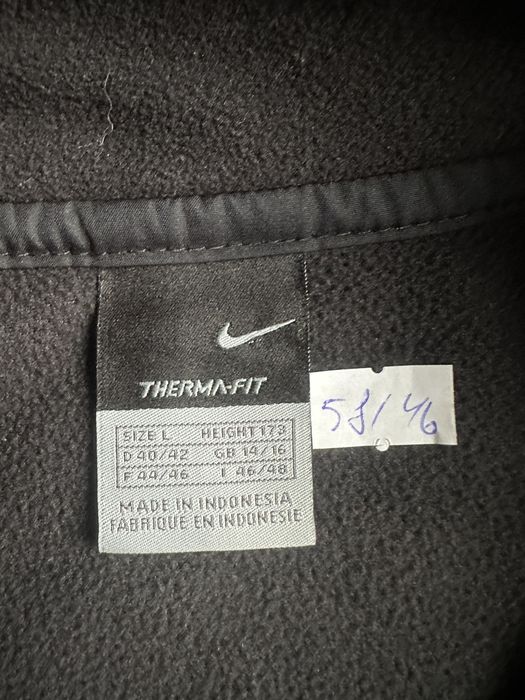 THERMA-FIT
SIZE L HEIGHT 173
D 40/42 GB 14/16
F 44/46 I 46/48
MADE IN INDONESIA
FABRIQUE EN INDONESIE
58/46